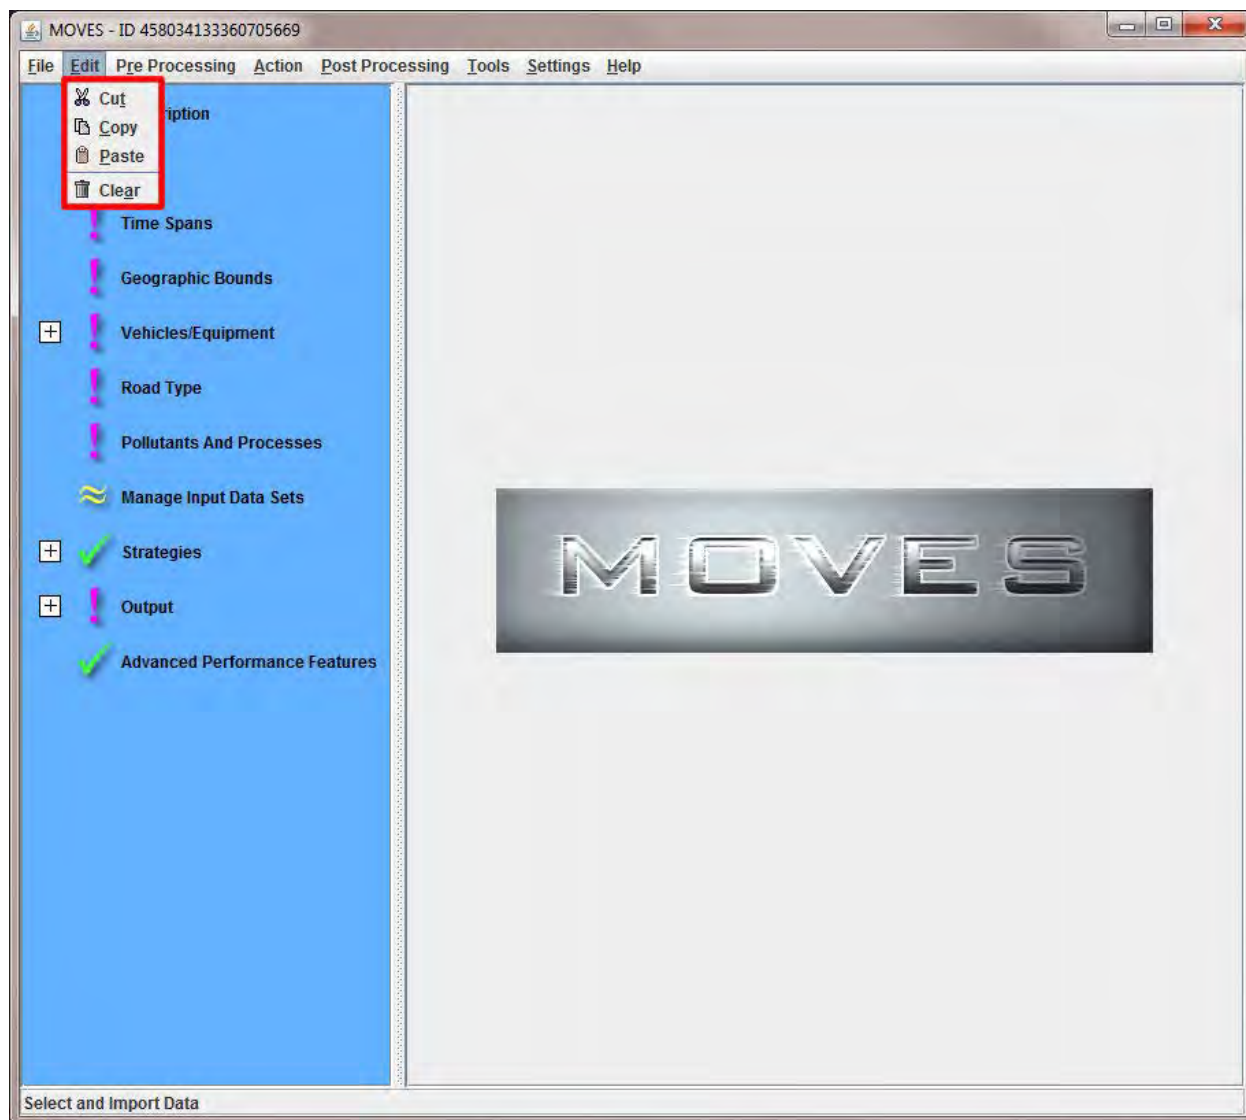 MOVES - ID 458034133360705669
File Edit Pre Processing Action Post Processing Tools Settings Help
Cut
Copy
Paste
Clear
Time Spans
Geographic Bounds
Vehicles/Equipment
Road Type
Pollutants And Processes
Manage Input Data Sets
Strategies
Output
Advanced Performance Features
MOVES
Select and Import Data